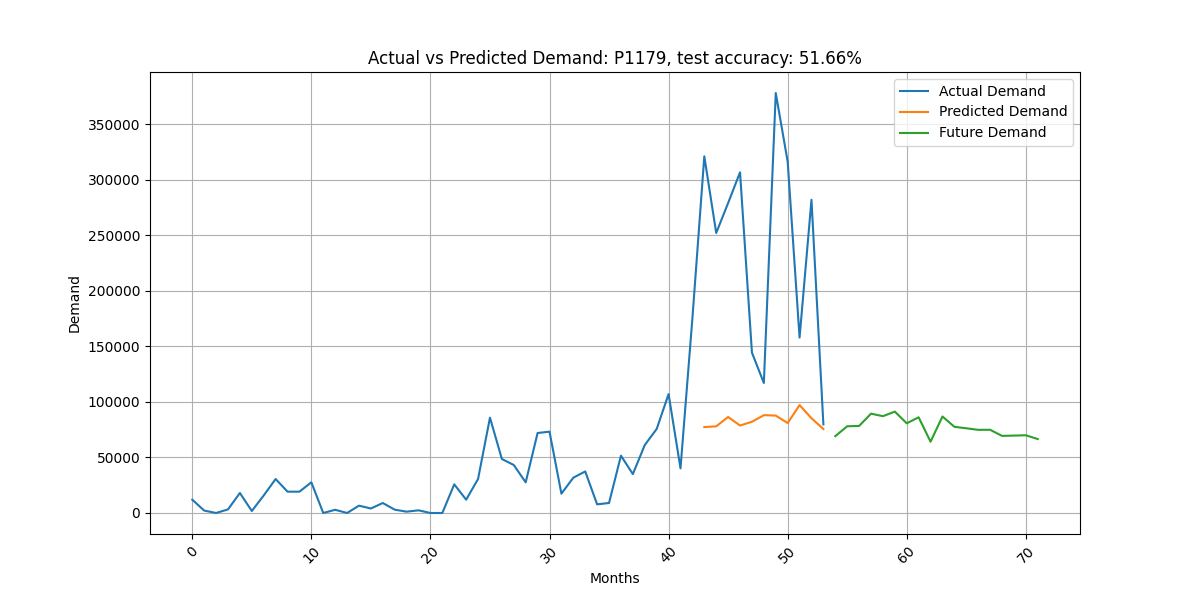 Actual vs Predicted Demand: P1179, test accuracy: 51.66%
Actual Demand
Predicted Demand
Future Demand
350000
300000
250000
200000
150000
100000
50000
0
Demand
0 10 20 30 40 50 60 70
Months